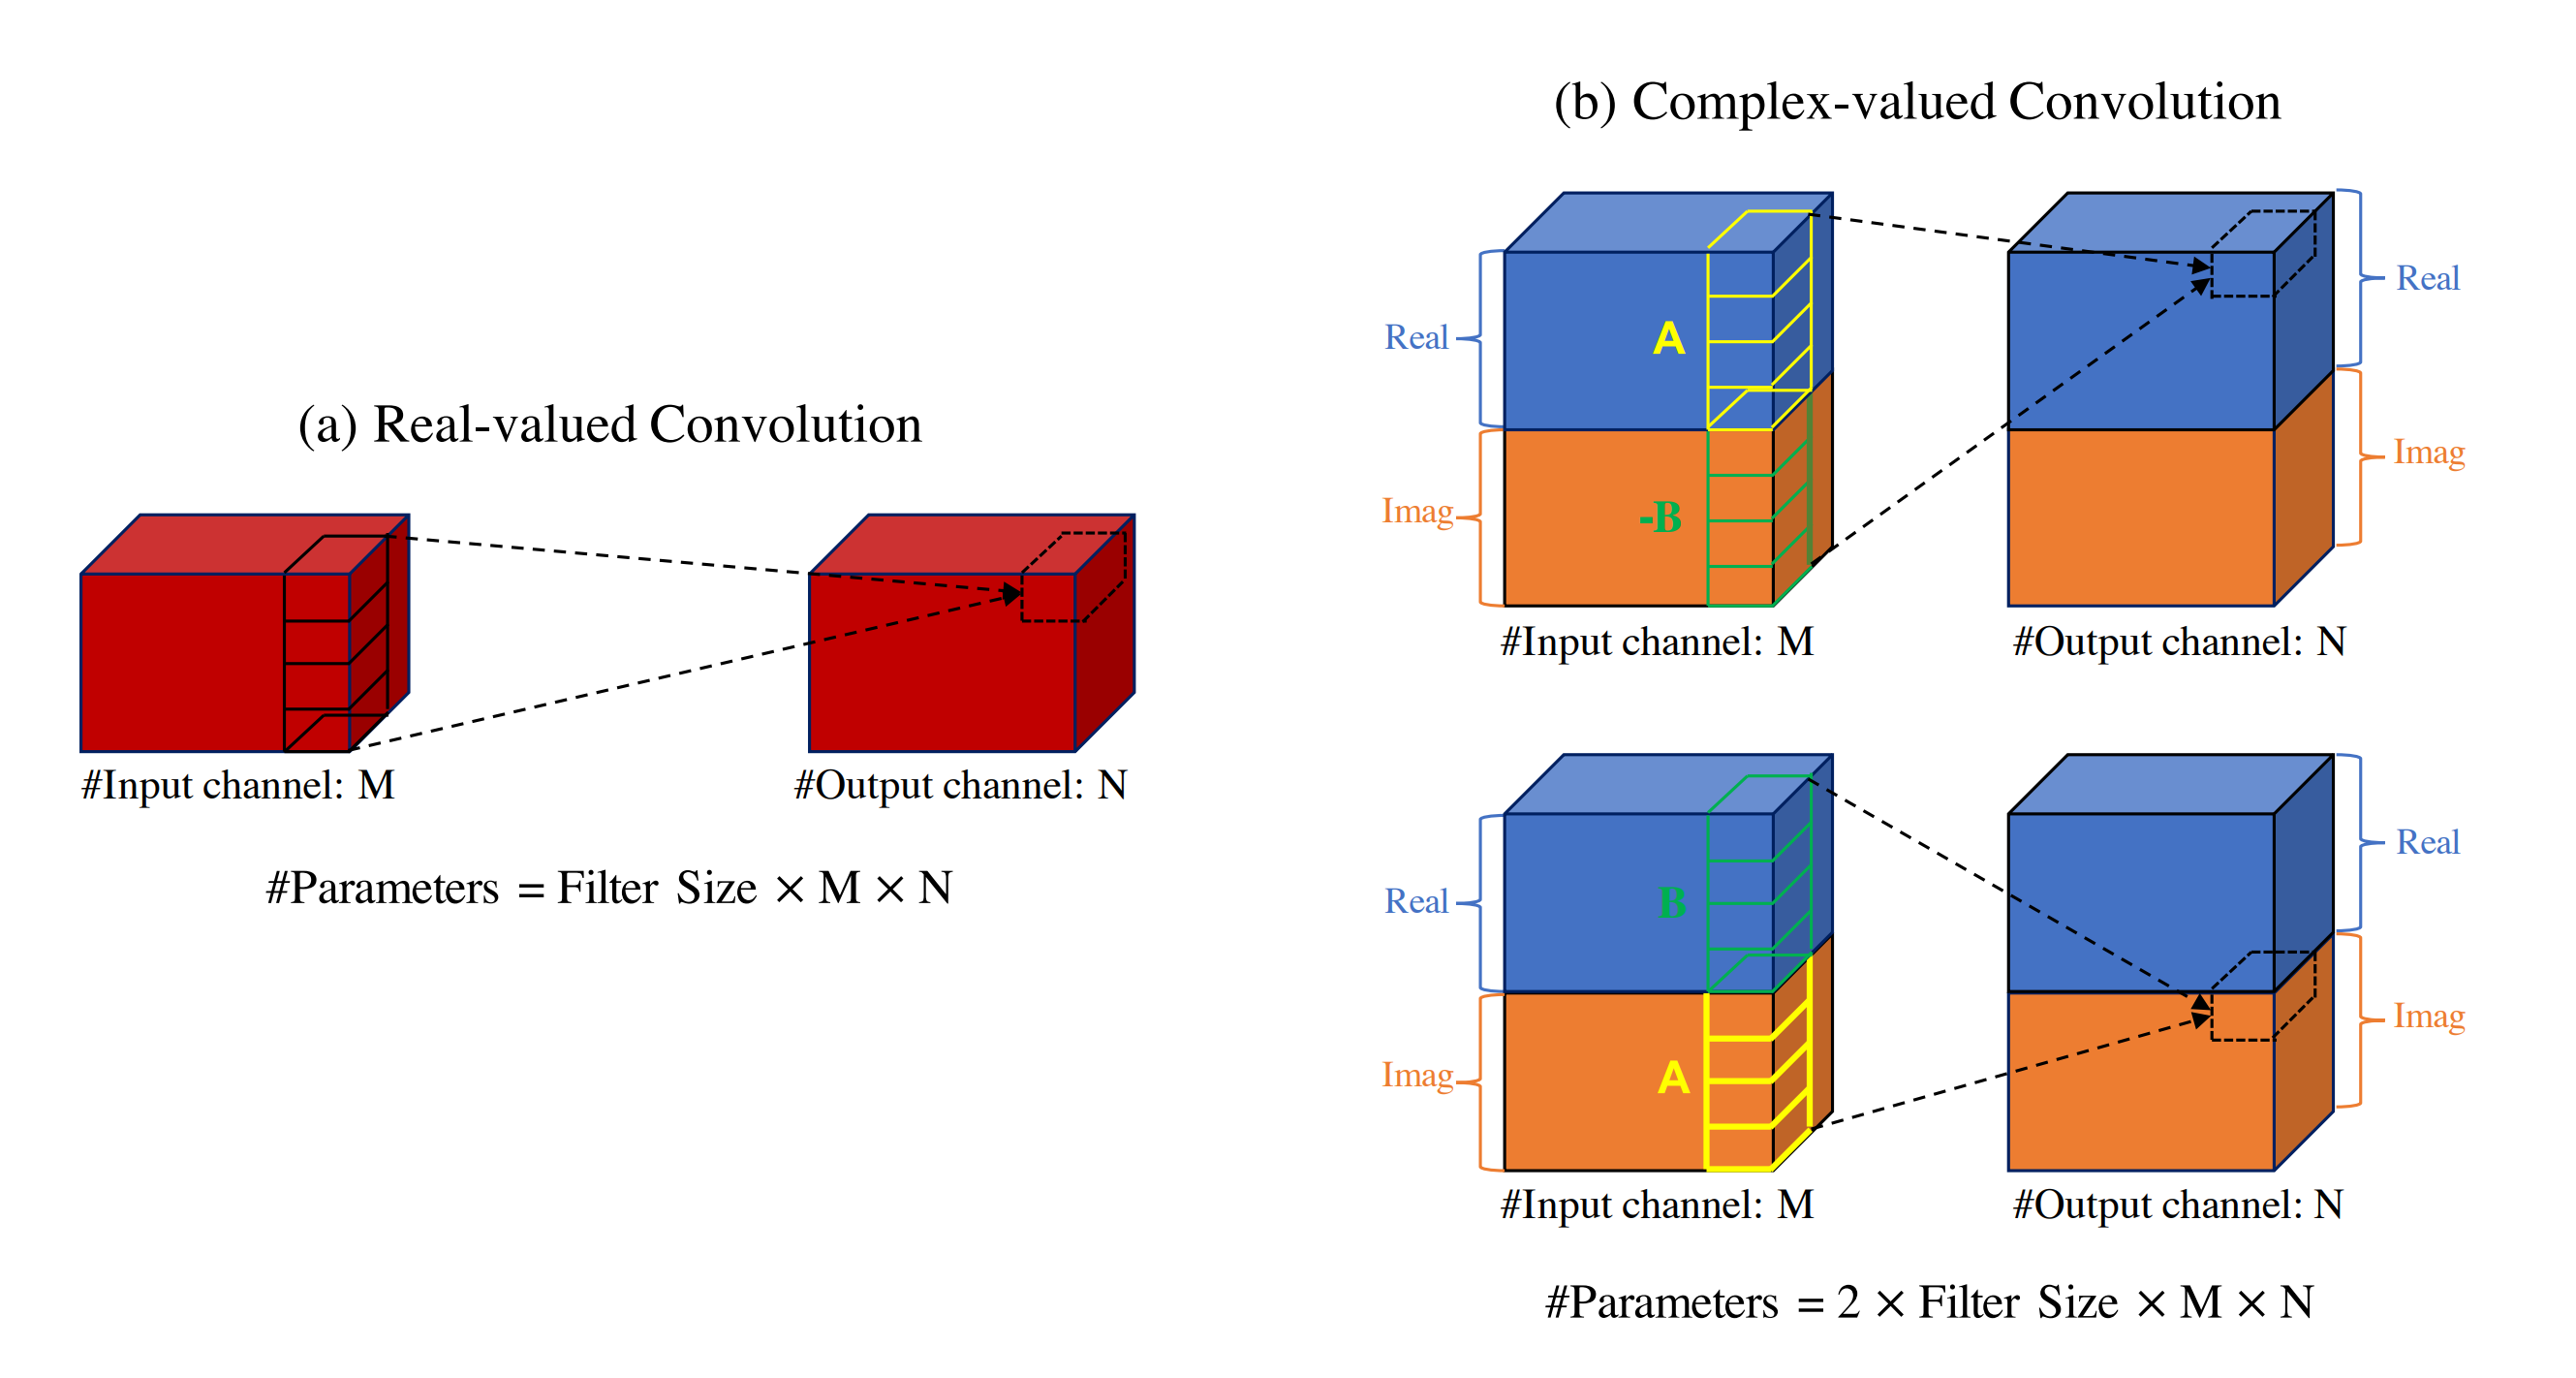 (a) Real-valued Convolution
#Input channel: M
#Output channel: N
#Parameters = Filter Size × M × N
(b) Complex-valued Convolution
Real
A
Real
Imag
-B
Imag
#Input channel: M
#Output channel: N
Real
B
Real
Imag
A
Imag
#Input channel: M
#Output channel: N
#Parameters = 2 × Filter Size × M × N